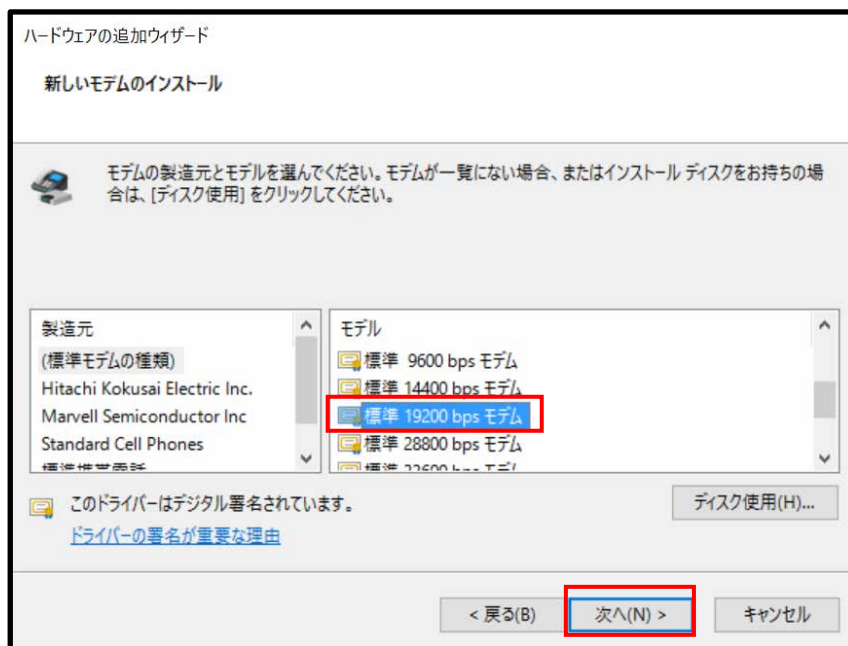 ハードウェアの追加ウィザード
新しいモデムのインストール
モデムの製造元とモデルを選んでください。モデムが一覧にない場合、またはインストール ディスクをお持ちの場
合は、[ディスク使用] をクリックしてください。
製造元
(標準モデムの種類)
Hitachi Kokusai Electric Inc.
Marvell Semiconductor Inc
Standard Cell Phones
モデル
標準 9600 bps モデム
標準 14400 bps モデム
標準 19200 bps モデム
標準 28800 bps モデム
このドライバーはデジタル署名されています。
ドライバーの署名が重要な理由
ディスク使用(H)...
< 戻る(B)
次へ(N) >
キャンセル